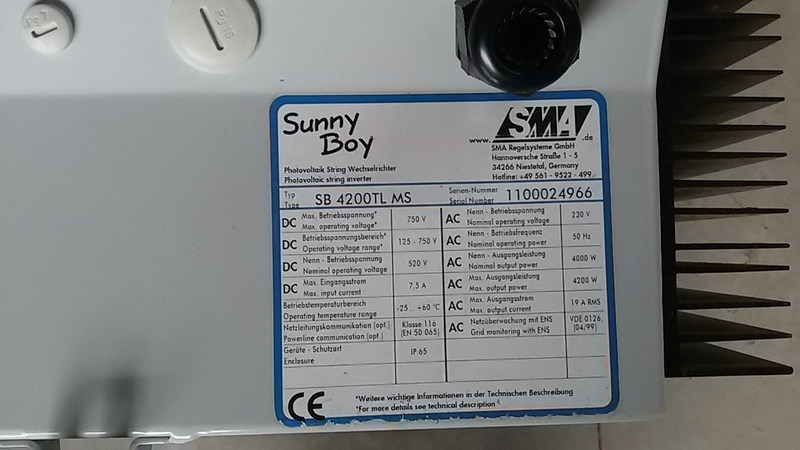 Sunny
Boy
www. SMA .de
SMA Regelsysteme GmbH
Hannoversche Straße 1 - 5
34266 Niestetal, Germany
Hotline: +49 561 - 9522 - 499
Photovoltaik String Wechselrichter
Photovoltaic string inverter
Typ
Type
SB 4200TL MS
Serien-Nummer
Serial Number
1100024966
DC Max. Betriebsspannung*
Max. operating voltage*
750 V
DC Betriebsspannungsbereich*
Operating voltage range*
125 - 750 V
DC Nenn - Betriebsspannung
Nominal operating voltage
520 V
DC Max. Eingangsstrom
Max. input current
7,5 A
Betriebstemperaturbereich
Operating temperature range
-25 ... +60 °C
Netzleitungskommunikation (opt.)
Powerline communication (opt.)
Klasse 116
(EN 50 065)
Geräte - Schutzart
Enclosure
IP 65
AC Nenn - Betriebsspannung
Nominal operating voltage
230 V
AC Nenn - Betriebsfrequenz
Nominal operating power
50 Hz
AC Nenn - Ausgangsleistung
Nominal output power
4000 W
AC Max. Ausgangsleistung
Max. output power
4200 W
AC Max. Ausgangsstrom
Max. output current
19 A RMS
AC Netzüberwachung mit ENS
Grid monitoring with ENS
VDE 0126
(04/99)
CE
*Weitere wichtige Informationen in der Technischen Beschreibung
*For more details see technical description